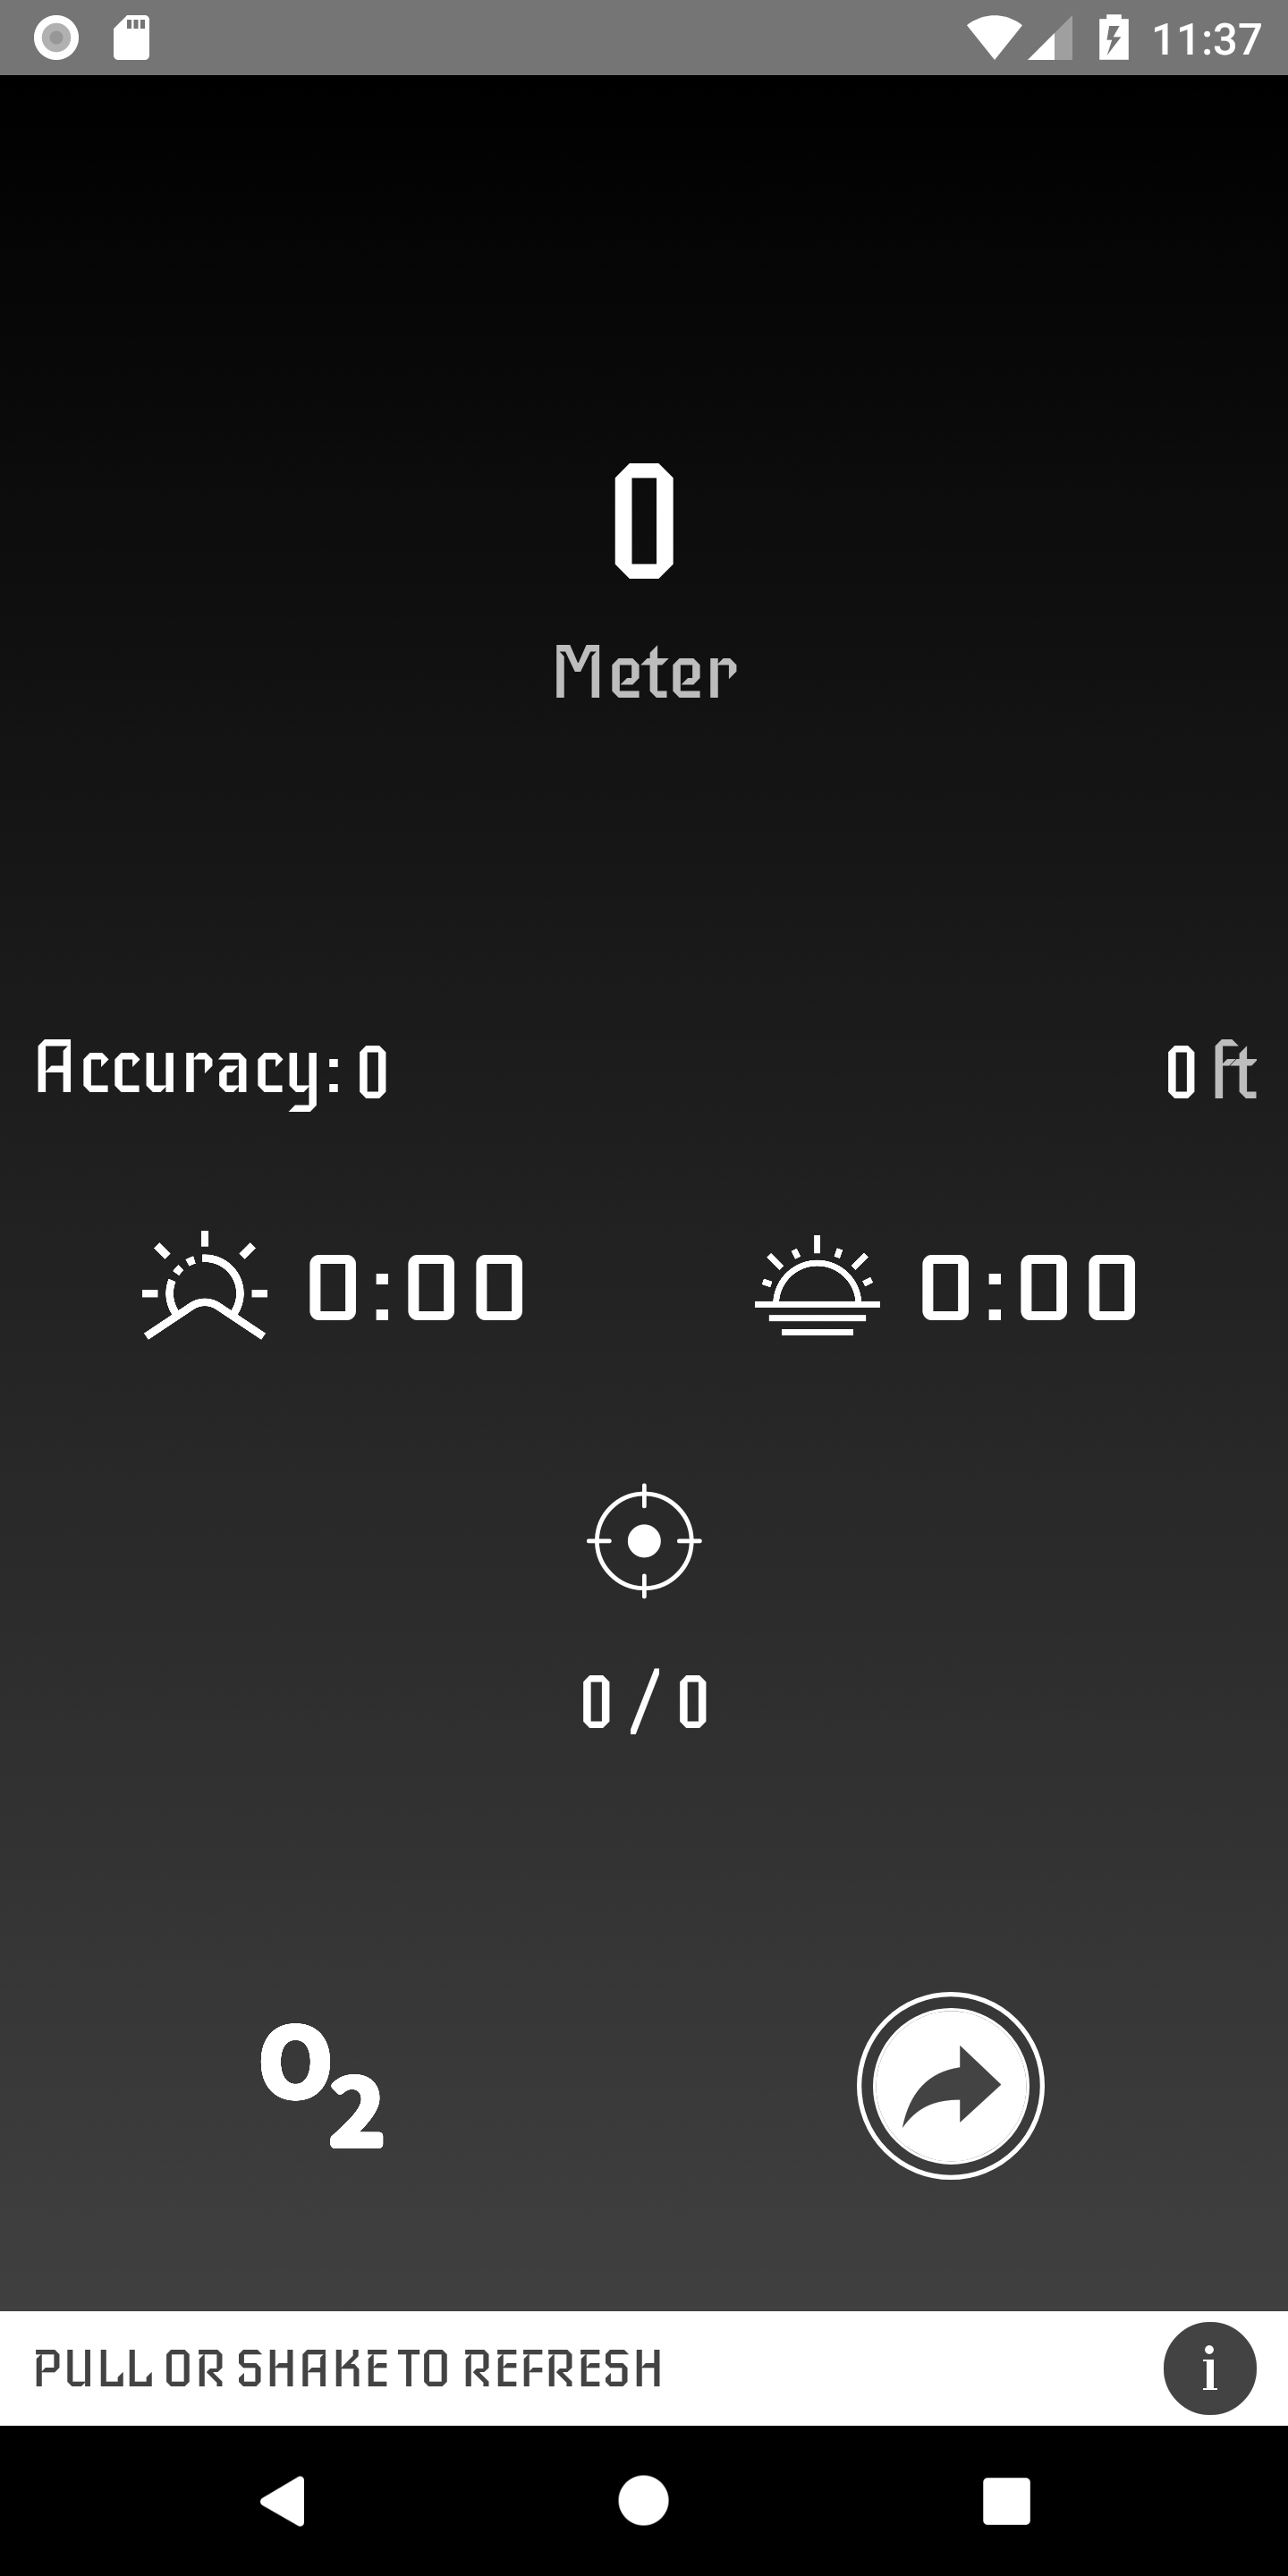 11:37
0
Meter
Accuracy: 0
0 ft
0:00
0:00
0 / 0
O2
PULL OR SHAKE TO REFRESH
i